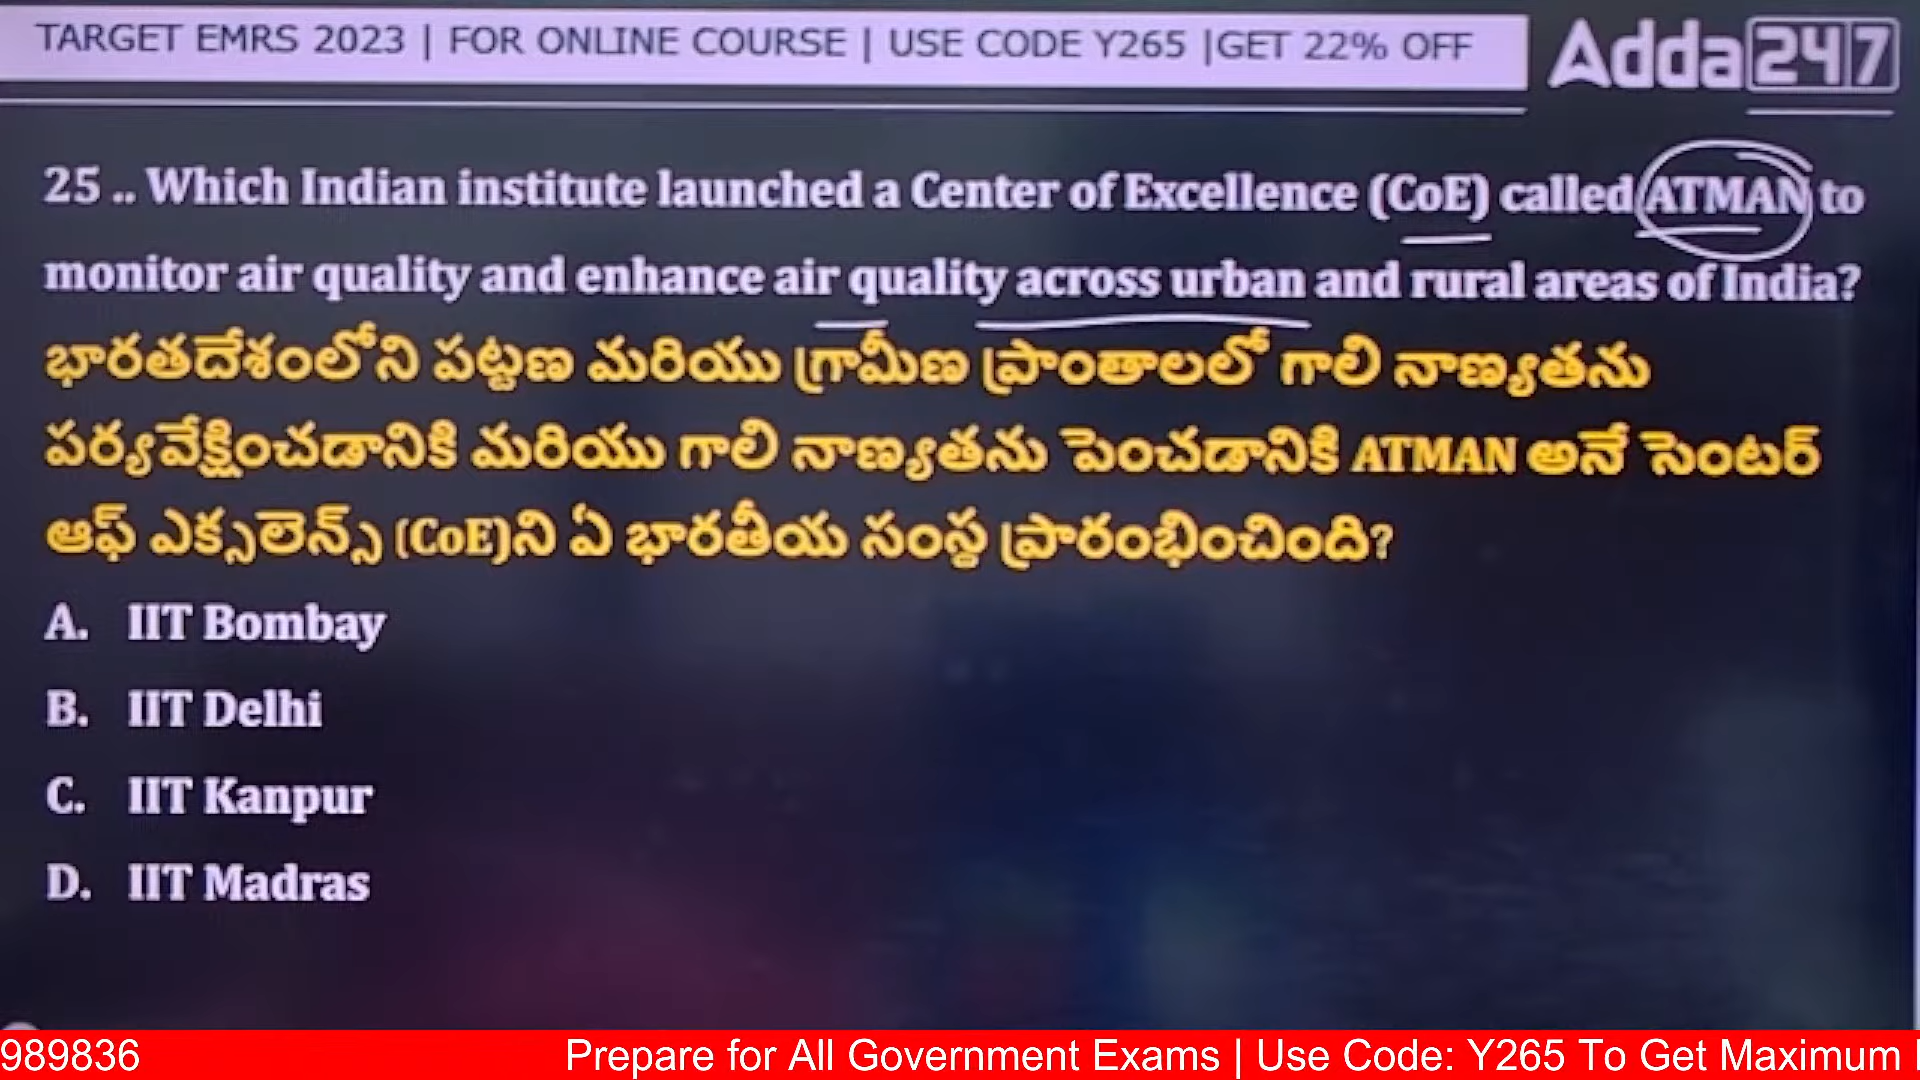 TARGET EMRS 2023 | FOR ONLINE COURSE | USE CODE Y265 |GET 22% OFF
Adda247
25 .. Which Indian institute launched a Center of Excellence (CoE) called ATMAN to
monitor air quality and enhance air quality across urban and rural areas of India?
భారతదేశంలోని పట్టణ మరియు గ్రామీణ ప్రాంతాలలో గాలి నాణ్యతను
పర్యవేక్షించడానికి మరియు గాలి నాణ్యతను పెంచడానికి ATMAN అనే సెంటర్
ఆఫ్ ఎక్సలెన్స్ (CoE)ని ఏ భారతీయ సంస్థ ప్రారంభించింది?
A. IIT Bombay
B. IIT Delhi
C. IIT Kanpur
D. IIT Madras
989836 Prepare for All Government Exams | Use Code: Y265 To Get Maximum